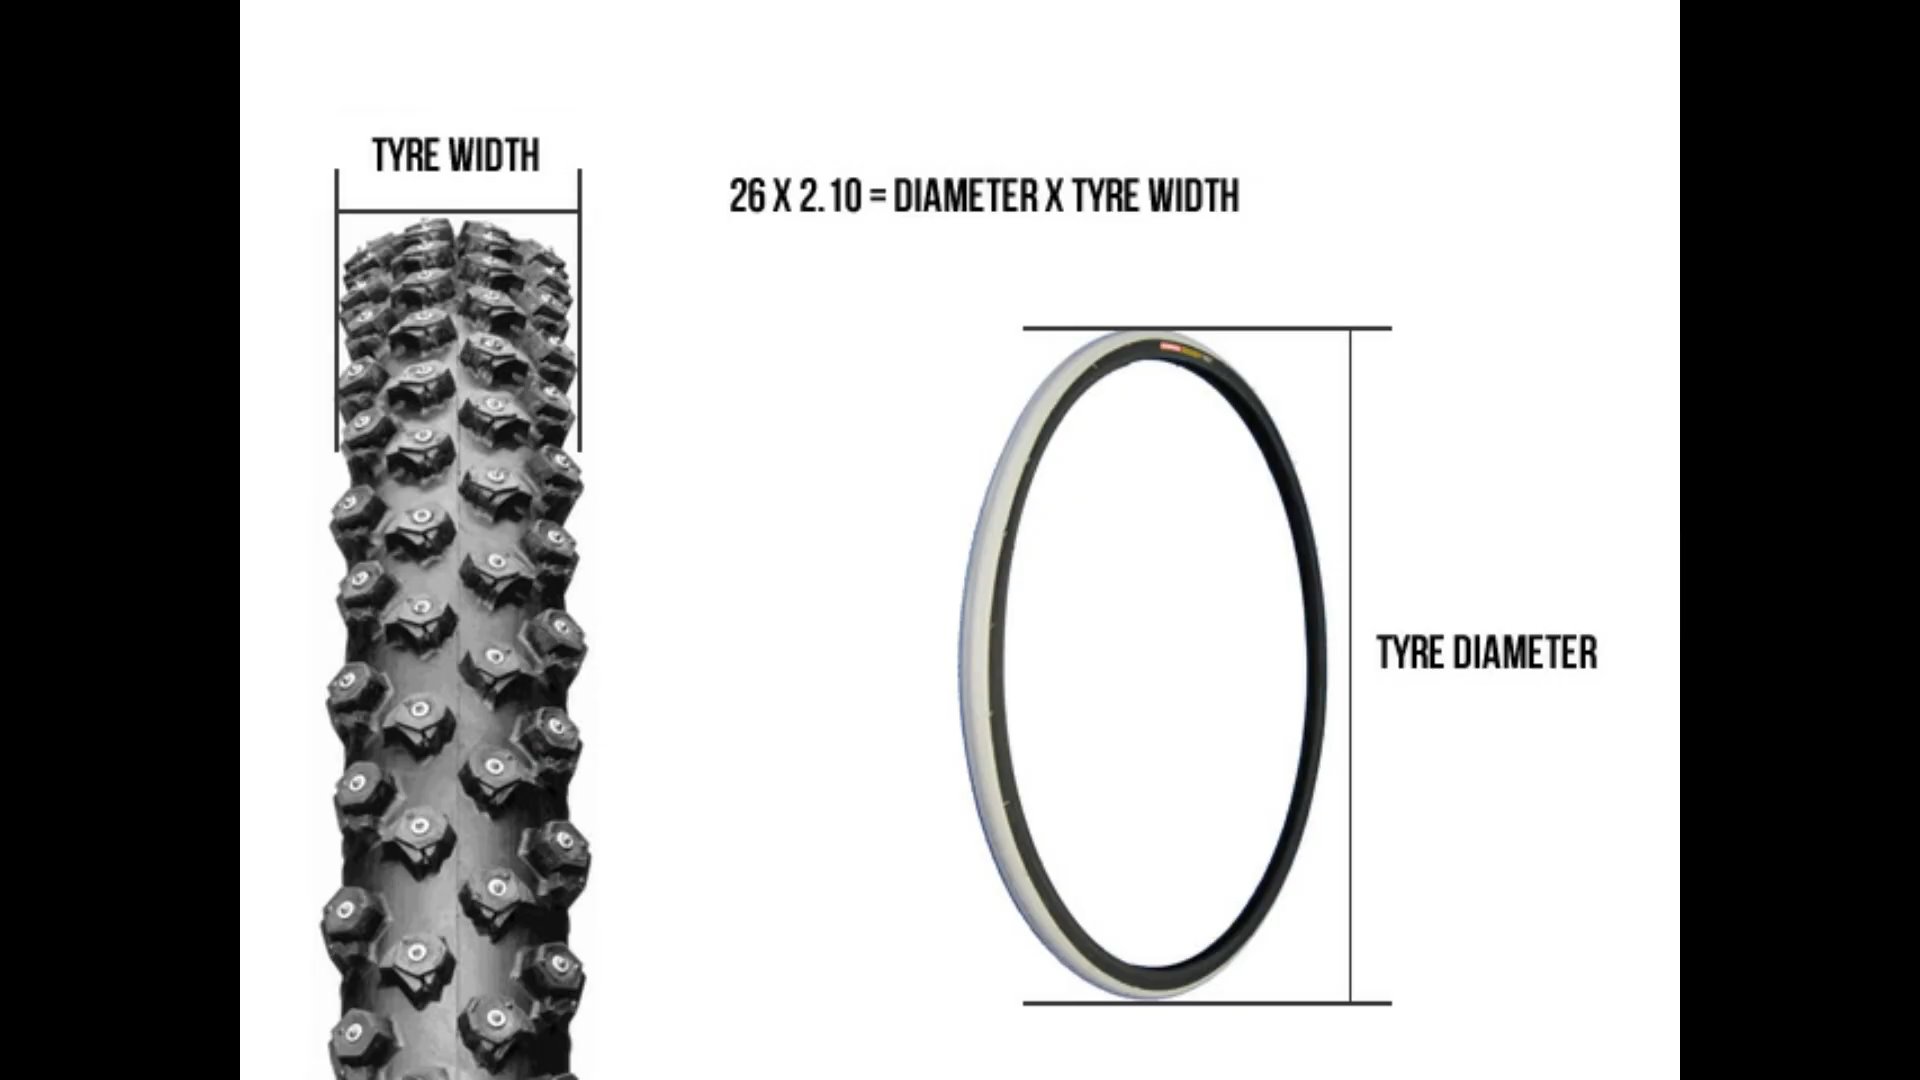 TYRE WIDTH
26 X 2.10 = DIAMETER X TYRE WIDTH
TYRE DIAMETER